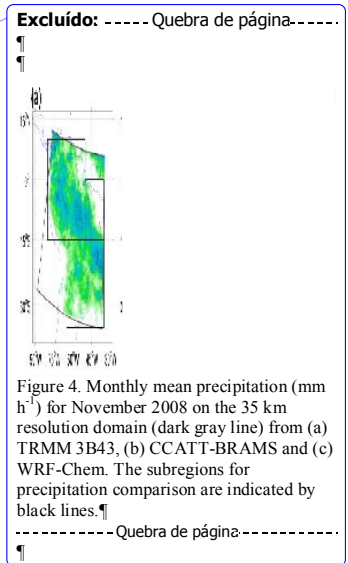 Excluído: Quebra de página
¶
¶
(a)
Figure 4. Monthly mean precipitation (mm
h-1) for November 2008 on the 35 km
resolution domain (dark gray line) from (a)
TRMM 3B43, (b) CCATT-BRAMS and (c)
WRF-Chem. The subregions for
precipitation comparison are indicated by
black lines.¶
Quebra de página
¶